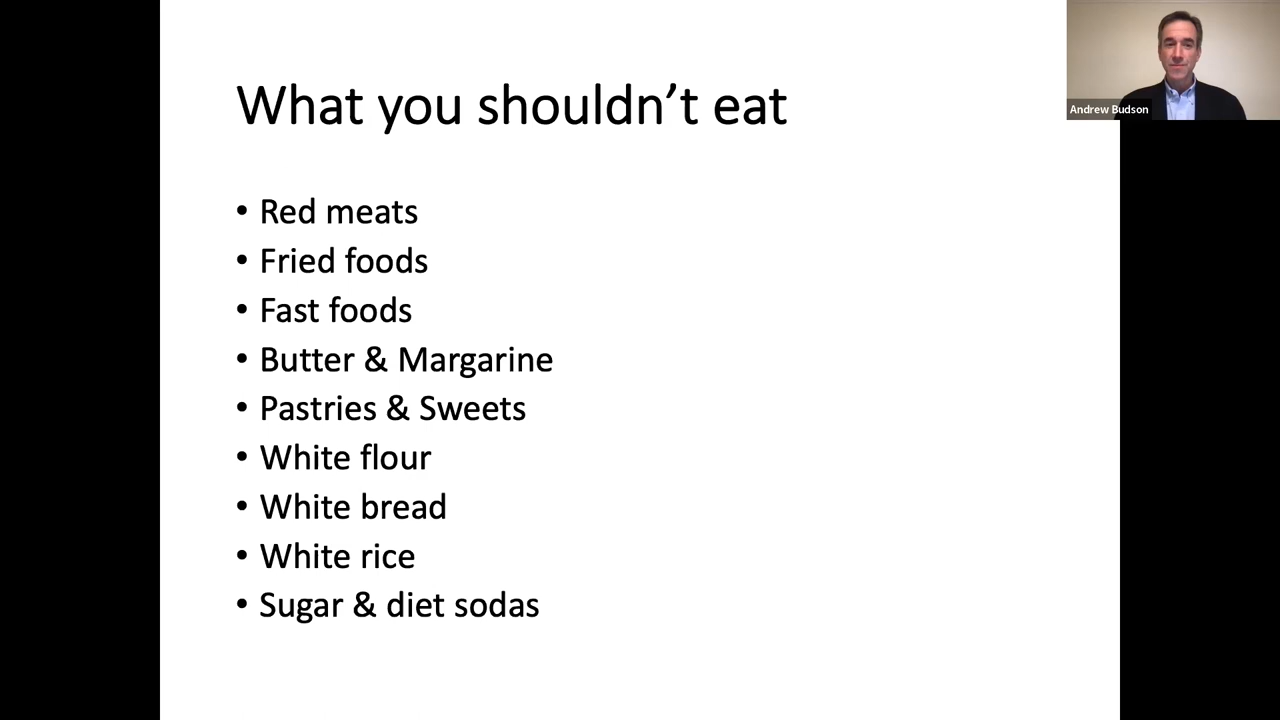 What you shouldn’t eat
Andrew Budson
• Red meats
• Fried foods
• Fast foods
• Butter & Margarine
• Pastries & Sweets
• White flour
• White bread
• White rice
• Sugar & diet sodas